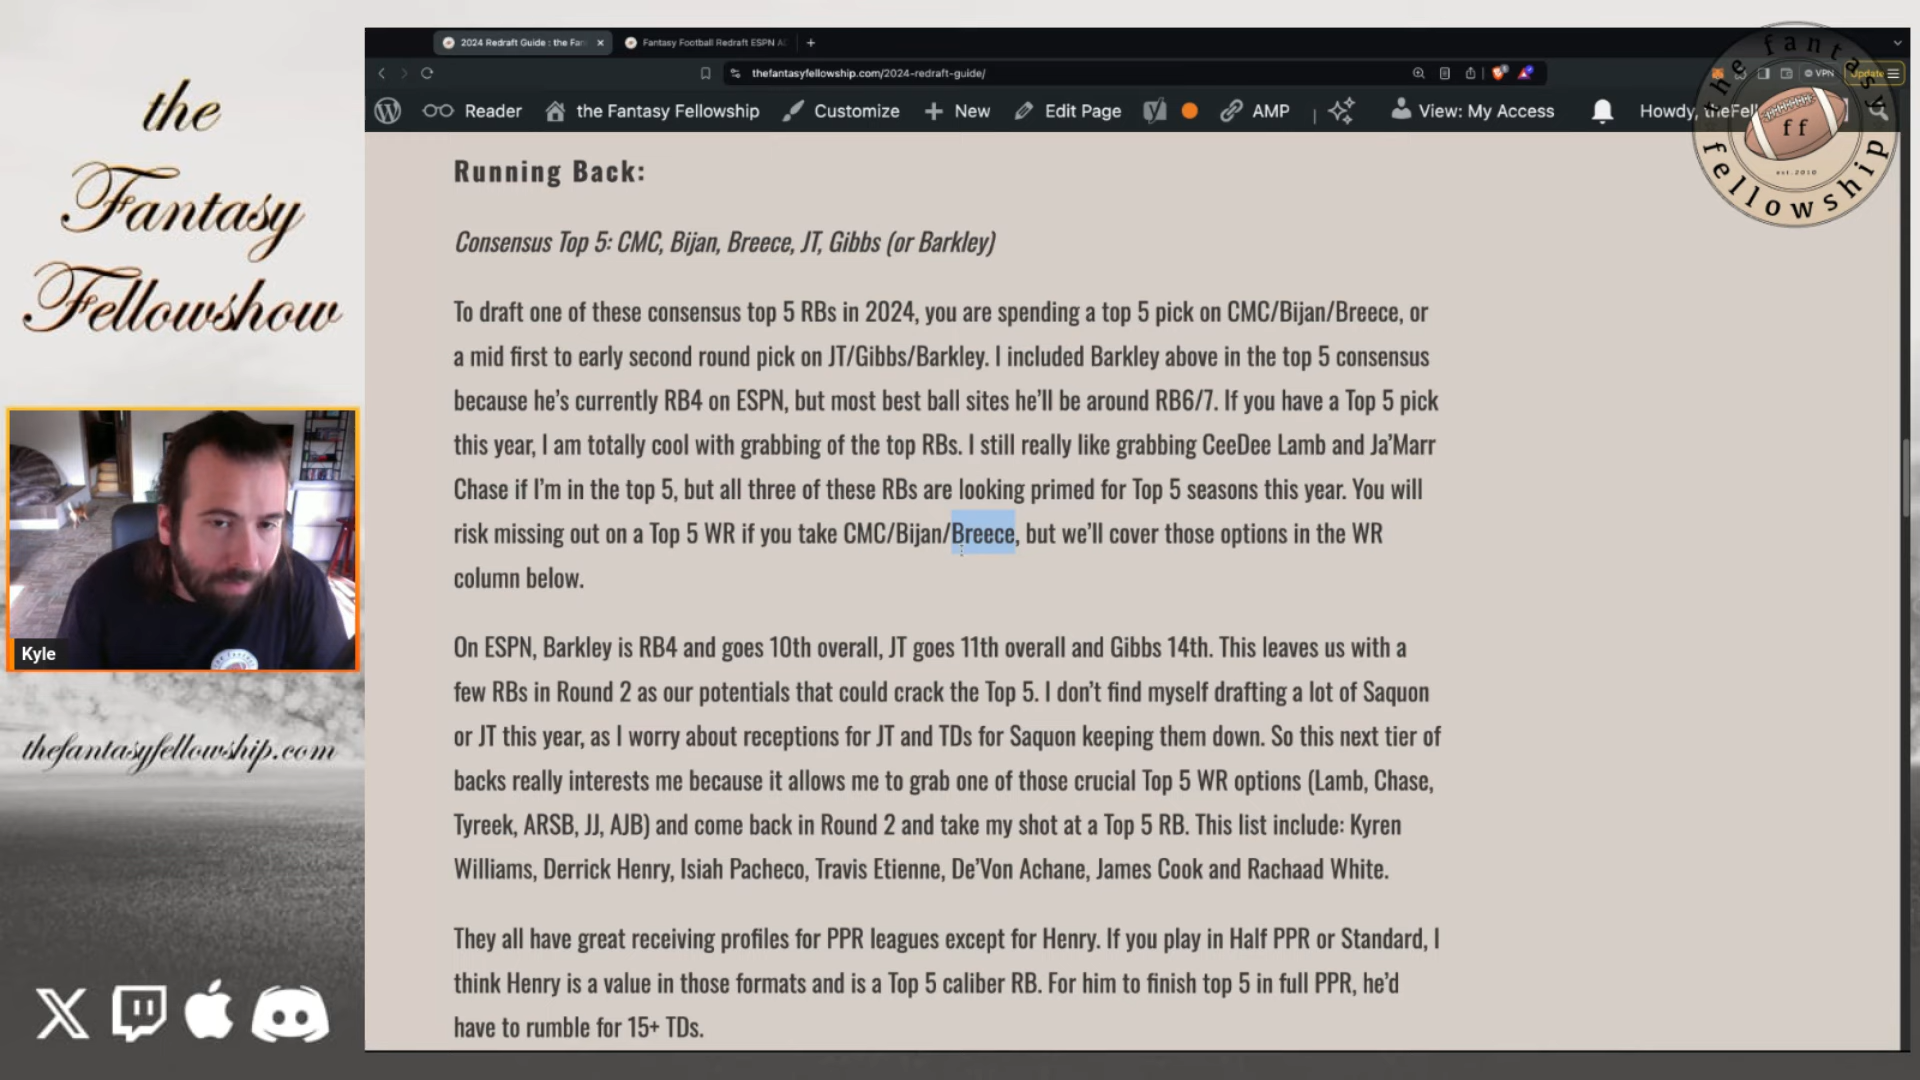 the
Fantasy
Fellowshow
Kyle
thefantasyfellowship.com
2024 Redraft Guide : the Fan
Fantasy Football Redraft ESPN
thefantasyfellowship.com/2024-redraft-guide/
VPN
Update
Reader
the Fantasy Fellowship
Customize
New
Edit Page
AMP
View: My Access
Howdy, theFell
the fantasy fellowship
ff
est.2010
Running Back:
Consensus Top 5: CMC, Bijan, Breece, JT, Gibbs (or Barkley)
To draft one of these consensus top 5 RBs in 2024, you are spending a top 5 pick on CMC/Bijan/Breece, or
a mid first to early second round pick on JT/Gibbs/Barkley. I included Barkley above in the top 5 consensus
because he’s currently RB4 on ESPN, but most best ball sites he’ll be around RB6/7. If you have a Top 5 pick
this year, I am totally cool with grabbing of the top RBs. I still really like grabbing CeeDee Lamb and Ja’Marr
Chase if I’m in the top 5, but all three of these RBs are looking primed for Top 5 seasons this year. You will
risk missing out on a Top 5 WR if you take CMC/Bijan/Breece, but we’ll cover those options in the WR
column below.
On ESPN, Barkley is RB4 and goes 10th overall, JT goes 11th overall and Gibbs 14th. This leaves us with a
few RBs in Round 2 as our potentials that could crack the Top 5. I don’t find myself drafting a lot of Saquon
or JT this year, as I worry about receptions for JT and TDs for Saquon keeping them down. So this next tier of
backs really interests me because it allows me to grab one of those crucial Top 5 WR options (Lamb, Chase,
Tyreek, ARSB, JJ, AJB) and come back in Round 2 and take my shot at a Top 5 RB. This list include: Kyren
Williams, Derrick Henry, Isiah Pacheco, Travis Etienne, De’Von Achane, James Cook and Rachaad White.
They all have great receiving profiles for PPR leagues except for Henry. If you play in Half PPR or Standard, I
think Henry is a value in those formats and is a Top 5 caliber RB. For him to finish top 5 in full PPR, he’d
have to rumble for 15+ TDs.